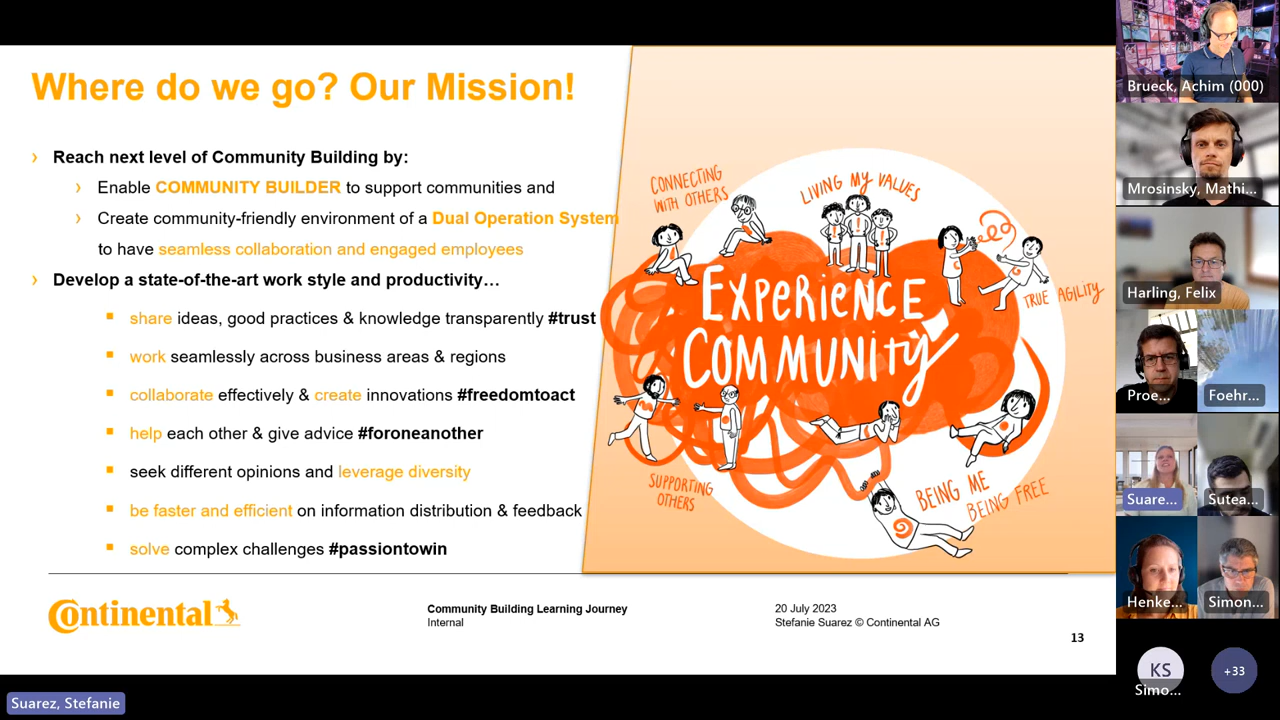 Where do we go? Our Mission!
Reach next level of Community Building by:
Enable COMMUNITY BUILDER to support communities and
Create community-friendly environment of a Dual Operation System
to have seamless collaboration and engaged employees
Develop a state-of-the-art work style and productivity…
share ideas, good practices & knowledge transparently #trust
work seamlessly across business areas & regions
collaborate effectively & create innovations #freedomtoact
help each other & give advice #foroneanother
seek different opinions and leverage diversity
be faster and efficient on information distribution & feedback
solve complex challenges #passiontowin
CONNECTING
WITH OTHERS
LIVING MY VALUES
TRUE AGILITY
EXPERIENCE
COMMUNITY
SUPPORTING
OTHERS
BEING ME
BEING FREE
Continental
Community Building Learning Journey
Internal
20 July 2023
Stefanie Suarez © Continental AG
13
Suarez, Stefanie
Brueck, Achim (000)
Mrosinsky, Mathi...
Harling, Felix
Proe...
Foehr...
Suare...
Sutea...
Henke...
Simon...
KS
Simo...
+33